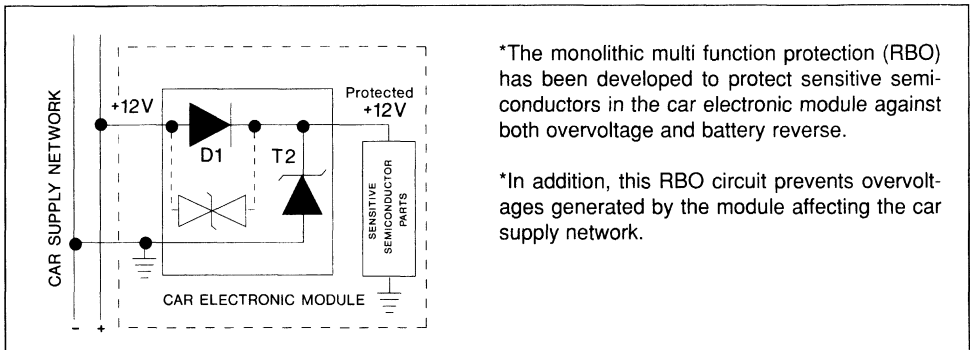 CAR SUPPLY NETWORK
+12V
D1
T2
Protected
+12V
SENSITIVE
SEMICONDUCTOR
PARTS
CAR ELECTRONIC MODULE
- +
*The monolithic multi function protection (RBO)
has been developed to protect sensitive semi-
conductors in the car electronic module against
both overvoltage and battery reverse.
*In addition, this RBO circuit prevents overvolt-
ages generated by the module affecting the car
supply network.